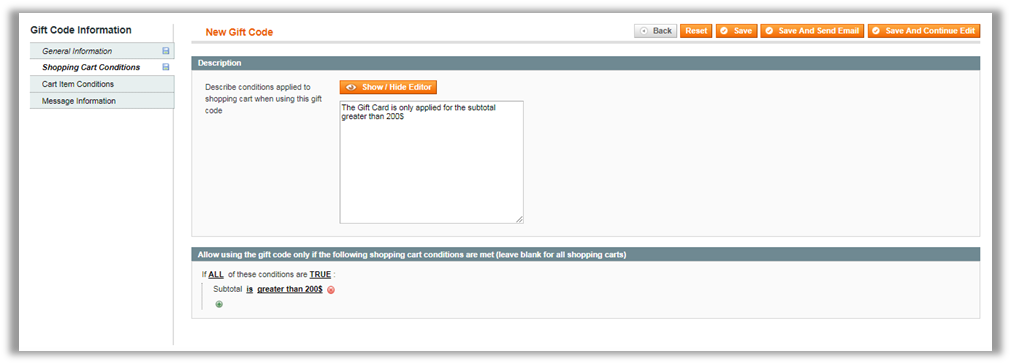 Gift Code Information
General Information
Shopping Cart Conditions
Cart Item Conditions
Message Information
New Gift Code
Back
Reset
Save
Save And Send Email
Save And Continue Edit
Description
Describe conditions applied to
shopping cart when using this gift
code
Show / Hide Editor
The Gift Card is only applied for the subtotal
greater than 200$
Allow using the gift code only if the following shopping cart conditions are met (leave blank for all shopping carts)
If ALL of these conditions are TRUE :
Subtotal is greater than 200$